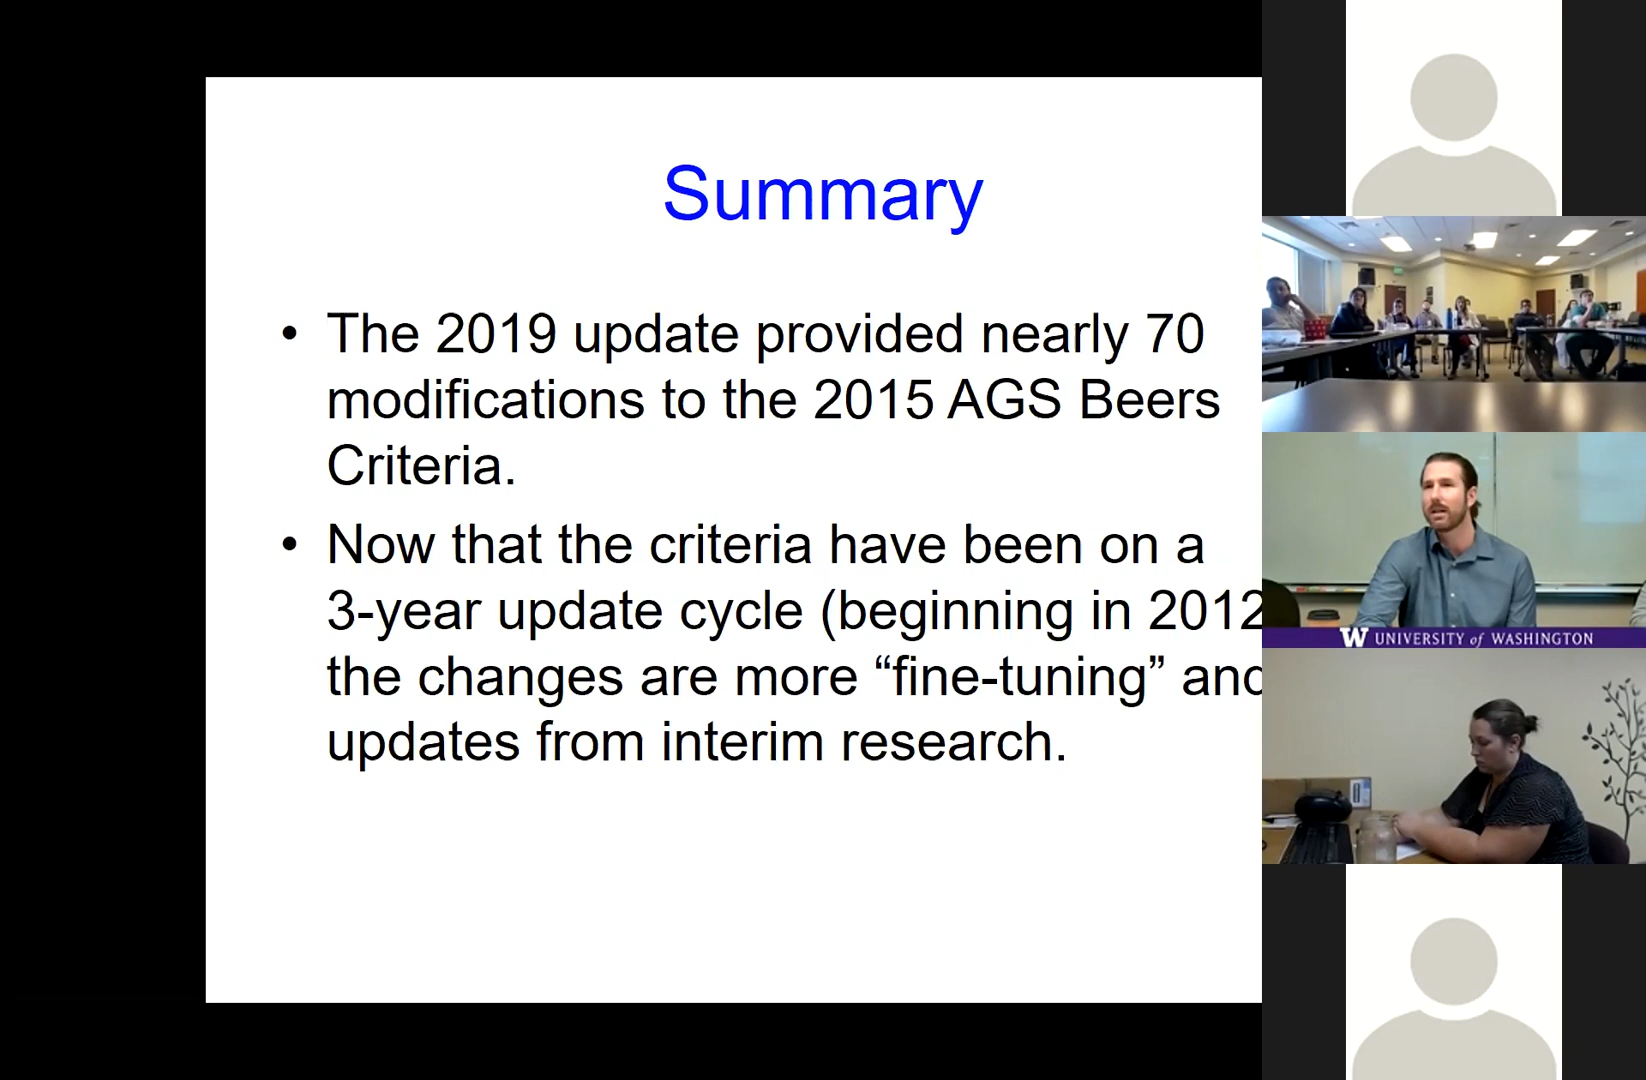 Summary
• The 2019 update provided nearly 70
modifications to the 2015 AGS Beers
Criteria.
• Now that the criteria have been on a
3-year update cycle (beginning in 2012
the changes are more “fine-tuning” and
updates from interim research.
W UNIVERSITY of WASHINGTON